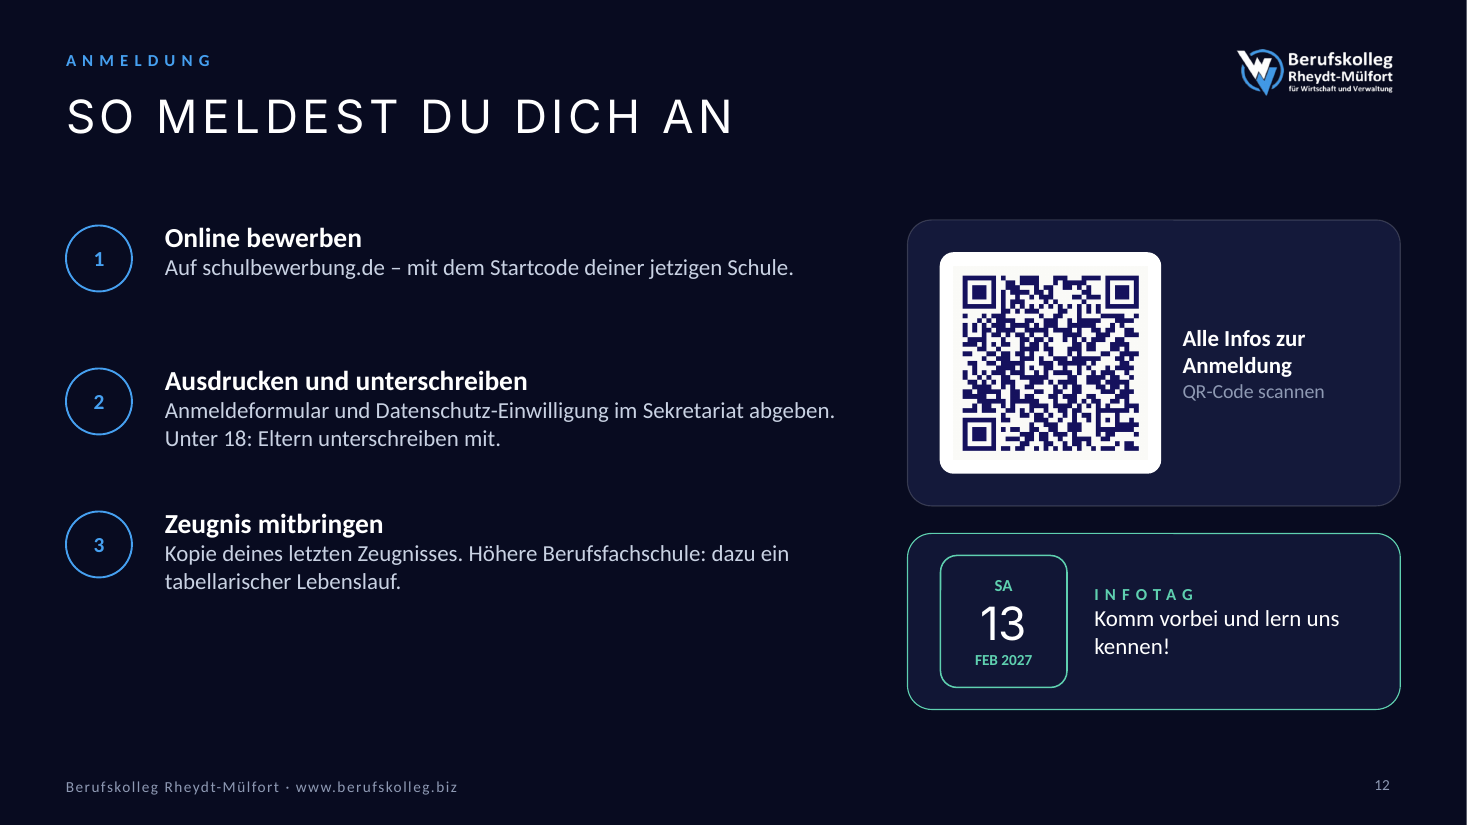 ANMELDUNG
SO MELDEST DU DICH AN
Berufskolleg
Rheydt-Mülfort
für Wirtschaft und Verwaltung
1
Online bewerben
Auf schulbewerbung.de – mit dem Startcode deiner jetzigen Schule.
2
Ausdrucken und unterschreiben
Anmeldeformular und Datenschutz-Einwilligung im Sekretariat abgeben.
Unter 18: Eltern unterschreiben mit.
3
Zeugnis mitbringen
Kopie deines letzten Zeugnisses. Höhere Berufsfachschule: dazu ein
tabellarischer Lebenslauf.
Alle Infos zur
Anmeldung
QR-Code scannen
SA
13
FEB 2027
INFOTAG
Komm vorbei und lern uns
kennen!
Berufskolleg Rheydt-Mülfort · www.berufskolleg.biz
12